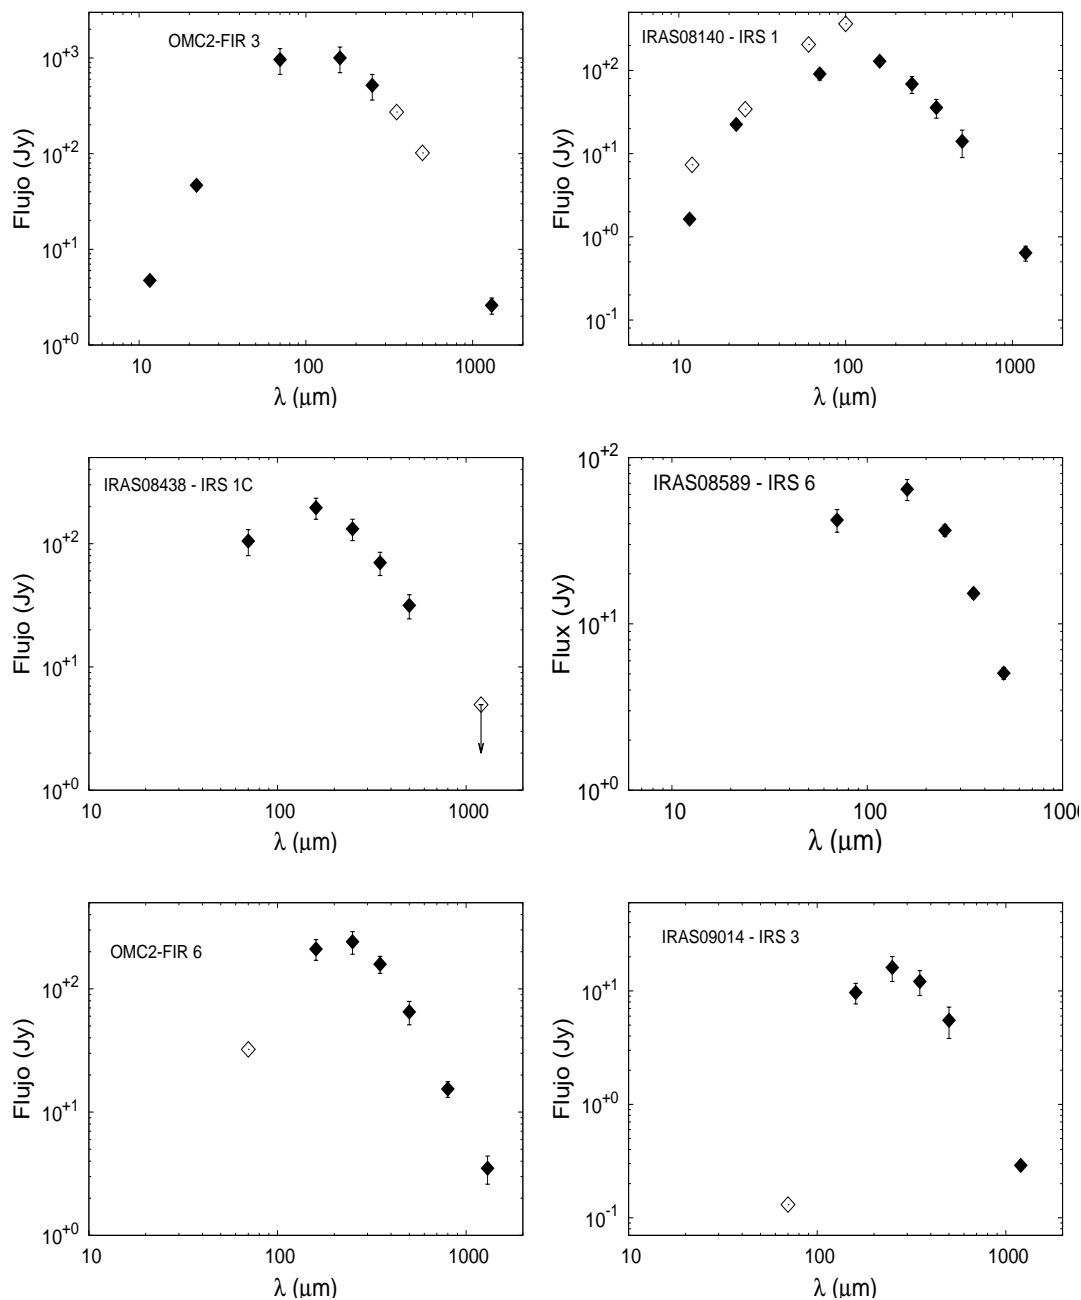 OMC2-FIR 3
Flujo (Jy)
10+3
10+2
10+1
10+0
10 100 1000
λ (μm)
IRAS08140 - IRS 1
Flujo (Jy)
10+2
10+1
10+0
10-1
10 100 1000
λ (μm)
IRAS08438 - IRS 1C
Flujo (Jy)
10+2
10+1
10+0
10 100 1000
λ (μm)
IRAS08589 - IRS 6
Flux (Jy)
10+2
10+1
10+0
10 100 1000
λ (μm)
OMC2-FIR 6
Flujo (Jy)
10+2
10+1
10+0
10 100 1000
λ (μm)
IRAS09014 - IRS 3
Flujo (Jy)
10+1
10+0
10-1
10 100 1000
λ (μm)